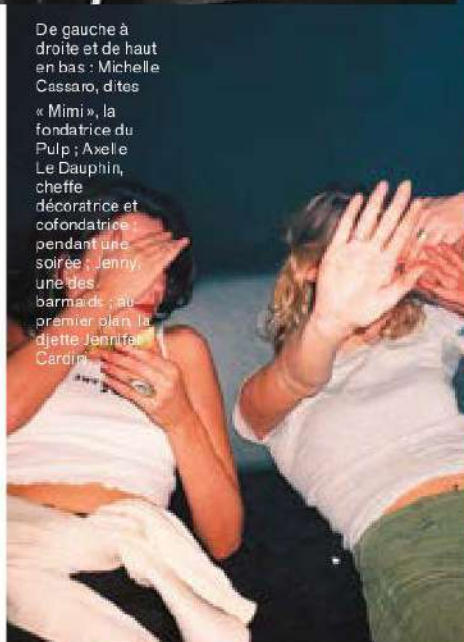 De gauche à
droite et de haut
en bas : Michelle
Cassaro, dites
« Mimi », la
fondatrice du
Pulp ; Axelle
Le Dauphin,
cheffe
décoratrice et
cofondatrice ;
pendant une
soirée ; Jenny,
une des
barmaids ; au
premier plan, la
djette Jennifer
Cardini.